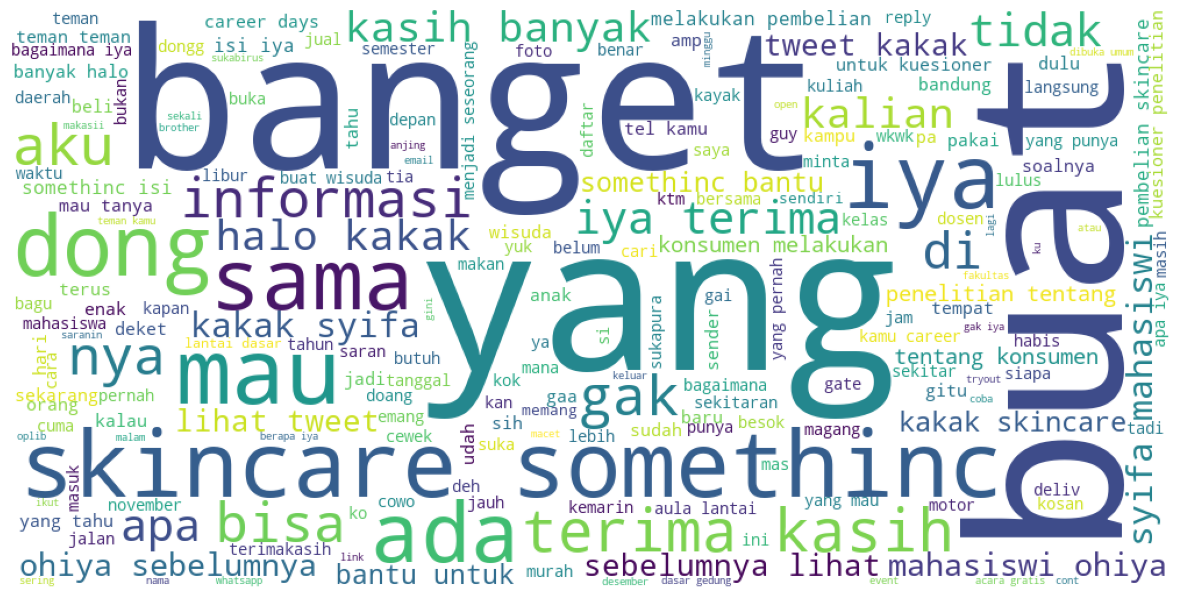 teman
career days
kasih banyak
melakukan pembelian
reply
tidak
teman teman
dongg
isi iya
jual
semester
foto
benar
amp
minggu
tweet kakak
dibuka umum
bagaimana iya
sukabirus
banget
untuk kuesioner
dulu
banyak halo
daerah
beli
bukan
sekali
brother
buka
tahu
depan
menjadi seseorang
daftar
kayak
tel kamu
kuliah
open
bandung
langsung
kalian
makasii
anjing
email
saya
guy
kampu
wkwk
pa
pakai
yang punya
aku
waktu
libur
buat wisuda
tia
somethinc bantu
minta
iya
soalnya
somethinc isi
mau tanya
informasi
ktm
bersama
sendiri
lulus
teman kamu
dong
halo kakak
wisuda
iya terima
kelas
dosen
lagi
atau
ku
buat
yuk
belum
cari
konsumen melakukan
di
sama
yang
makan
fakultas
terus
bagu
enak
kapan
anak
gai
penelitian tentang
mahasiswa
deket
kakak syifa
gini
si
sukapura
sender
yang pernah
jam
tempat
saranin
lantai dasar
tahun
saran
butuh
ya
mana
kamu career
gak iya
habis
hari
cara
nya
mau
jadi
tanggal
kok
keluar
bagaimana
sekitaran
gate
tentang konsumen
sekitar
tryout
siapa
sekarang
pernah
doang
kan
gaa
gak
gitu
coba
orang
cuma
kalau
lihat tweet
emang
sih
memang
baru
besok
punya
magang
kakak skincare
tadi
oplib
malam
berapa iya
cewek
udah
suka
macet
lebih
sudah
mas
skincare
somethinc
masuk
deh
deliv
ikut
november
cowo
jauh
kemarin
aula lantai
yang mau
motor
kosan
yang tahu
apa
bisa
ko
ada
terima kasih
ini
jalan
terimakasih
link
ohiya sebelumnya
bantu untuk
murah
sebelumnya lihat
mahasiswi ohiya
sering
nama
whatsapp
desember
dasar gedung
event
acara gratis
cont
syifa mahasiswi
pembelian skincare
kuesioner penelitian
apa iya
masih